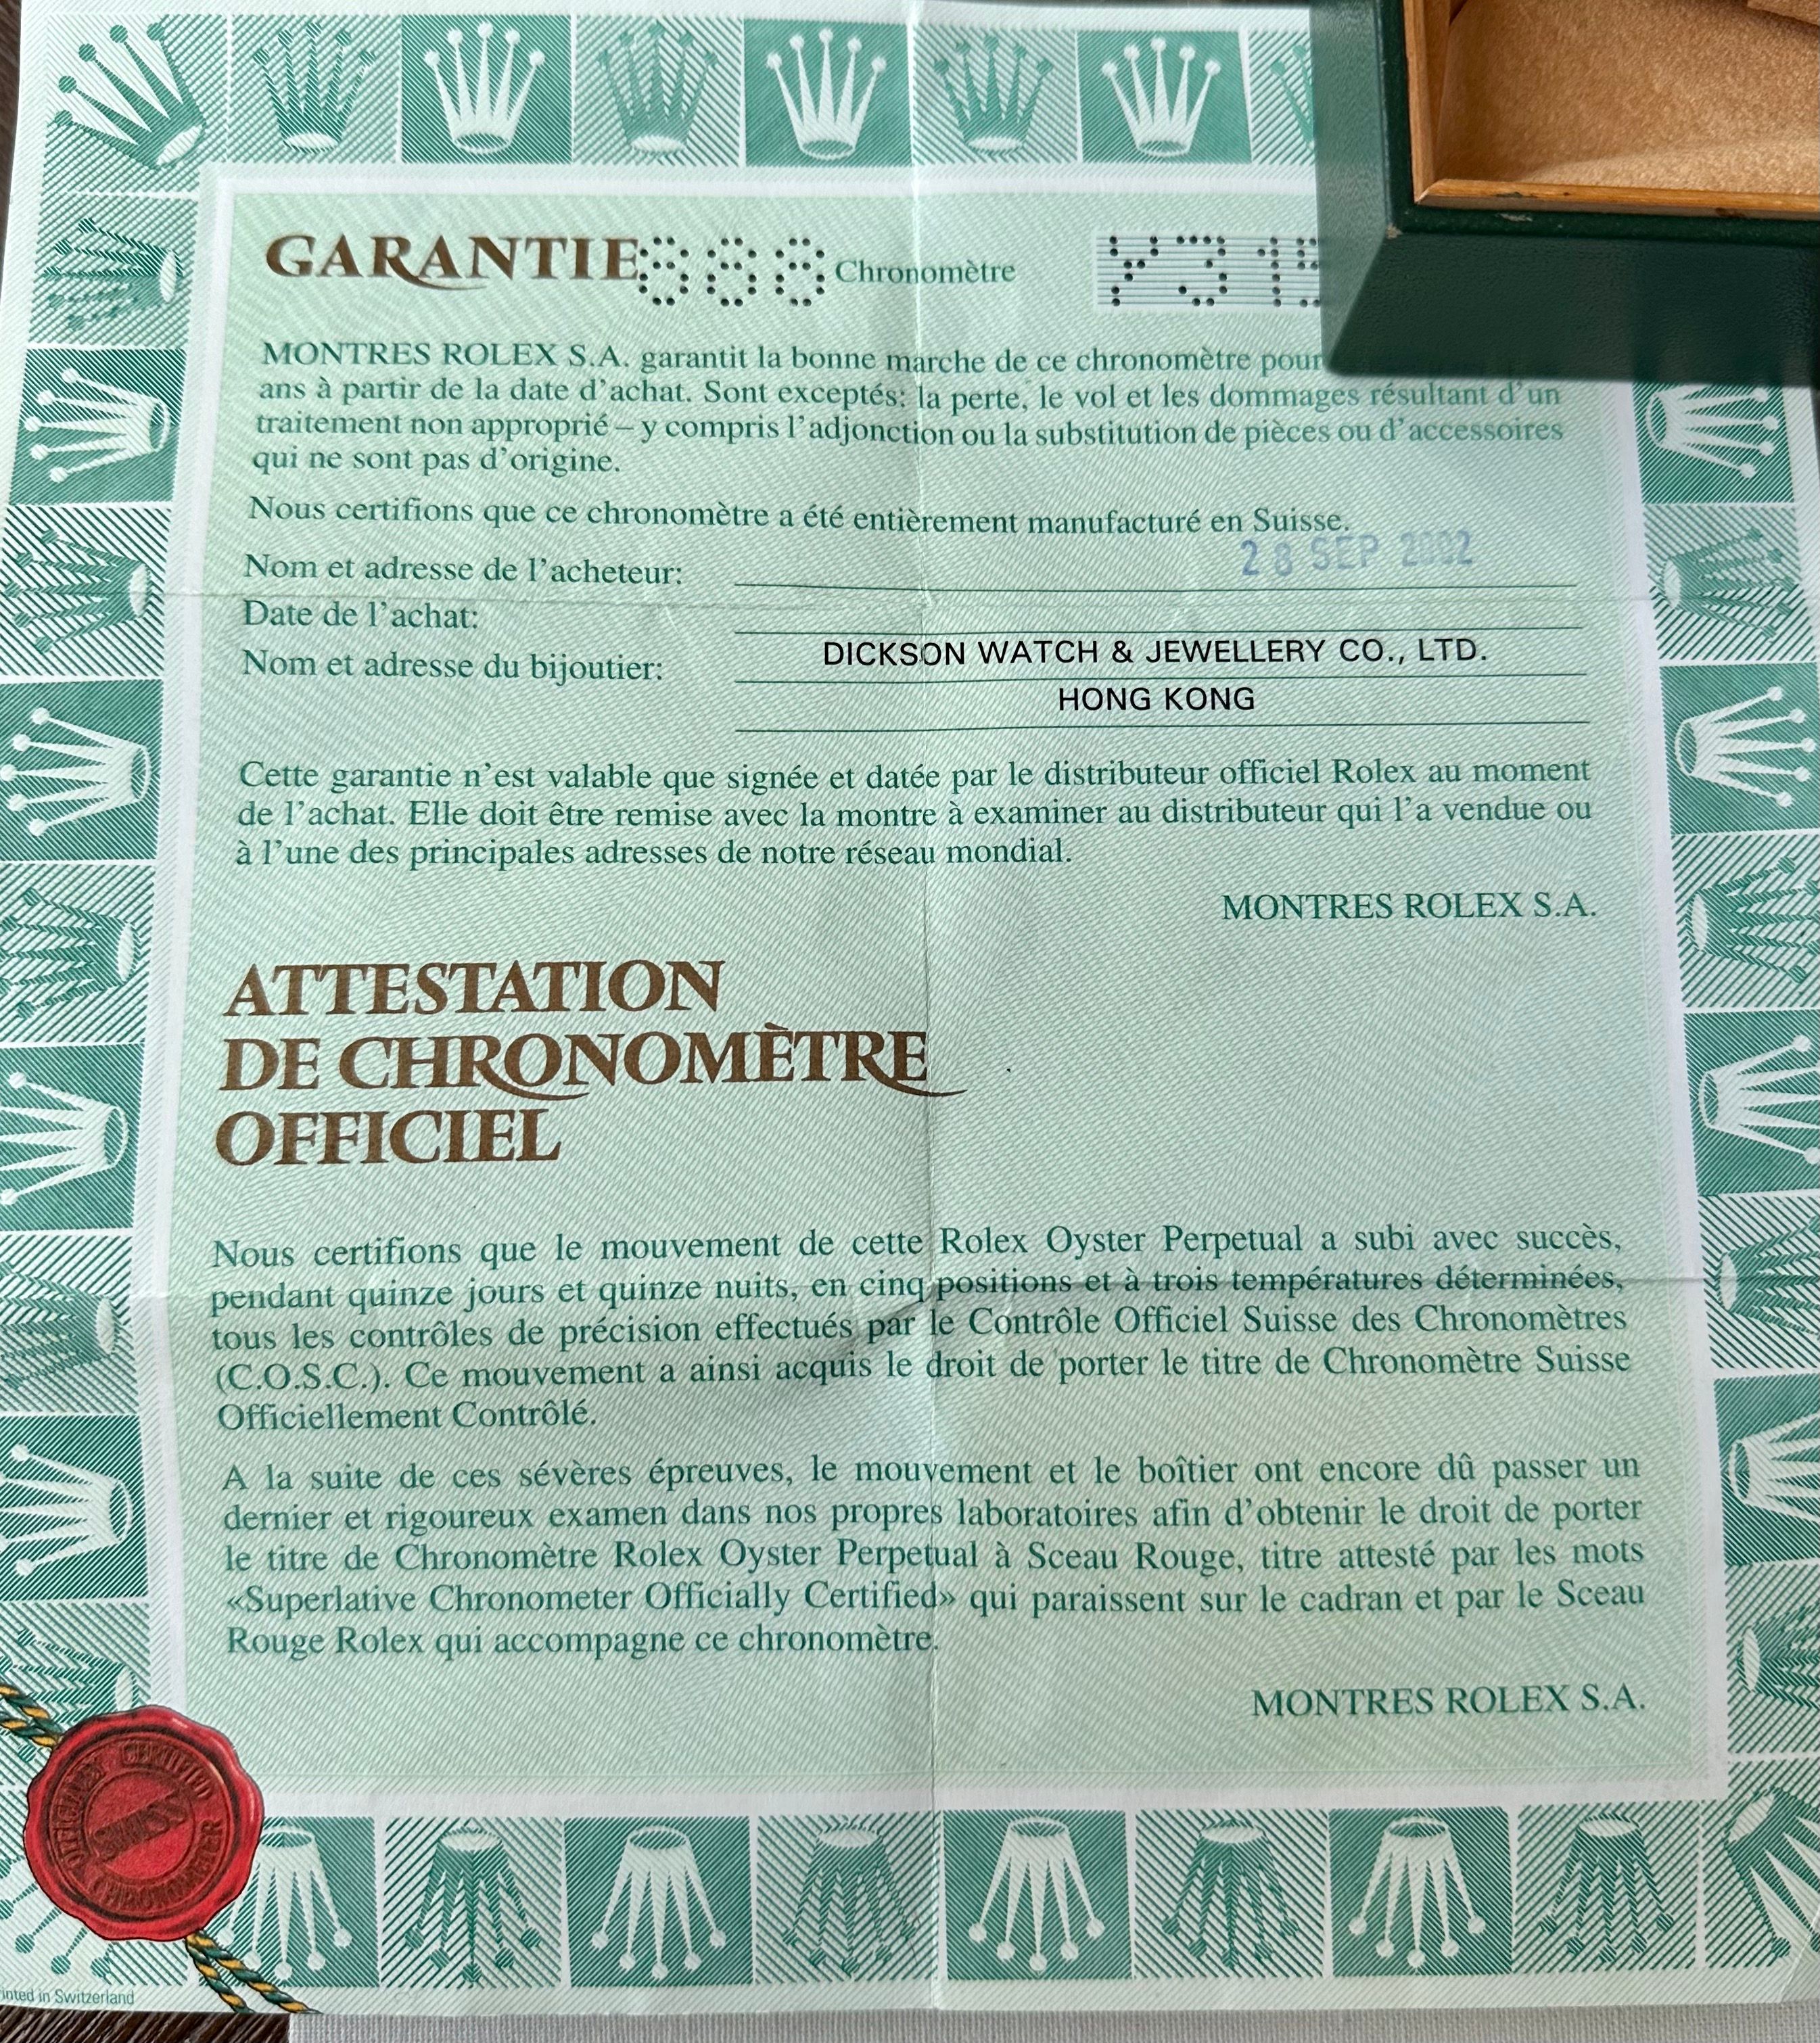 GARANTIE 888 Chronomètre Y31
MONTRES ROLEX S.A. garantit la bonne marche de ce chronomètre pour
ans à partir de la date d'achat. Sont exceptés: la perte, le vol et les dommages résultant d'un
traitement non approprié – y compris l'adjonction ou la substitution de pièces ou d'accessoires
qui ne sont pas d'origine.
Nous certifions que ce chronomètre a été entièrement manufacturé en Suisse.
28 SEP 2002
Nom et adresse de l'acheteur:
Date de l'achat:
Nom et adresse du bijoutier: DICKSON WATCH & JEWELLERY CO., LTD.
HONG KONG
Cette garantie n'est valable que signée et datée par le distributeur officiel Rolex au moment
de l'achat. Elle doit être remise avec la montre à examiner au distributeur qui l'a vendue ou
à l'une des principales adresses de notre réseau mondial.
MONTRES ROLEX S.A.
ATTESTATION
DE CHRONOMÈTRE
OFFICIEL
Nous certifions que le mouvement de cette Rolex Oyster Perpetual a subi avec succès,
pendant quinze jours et quinze nuits, en cinq positions et à trois températures déterminées,
tous les contrôles de précision effectués par le Contrôle Officiel Suisse des Chronomètres
(C.O.S.C.). Ce mouvement a ainsi acquis le droit de porter le titre de Chronomètre Suisse
Officiellement Contrôlé.
A la suite de ces sévères épreuves, le mouvement et le boîtier ont encore dû passer un
dernier et rigoureux examen dans nos propres laboratoires afin d'obtenir le droit de porter
le titre de Chronomètre Rolex Oyster Perpetual à Sceau Rouge, titre attesté par les mots
«Superlative Chronometer Officially Certified» qui paraissent sur le cadran et par le Sceau
Rouge Rolex qui accompagne ce chronomètre.
MONTRES ROLEX S.A.
OFFICIALLY CERTIFIED
SWISS
CHRONOMETER
inted in Switzerland